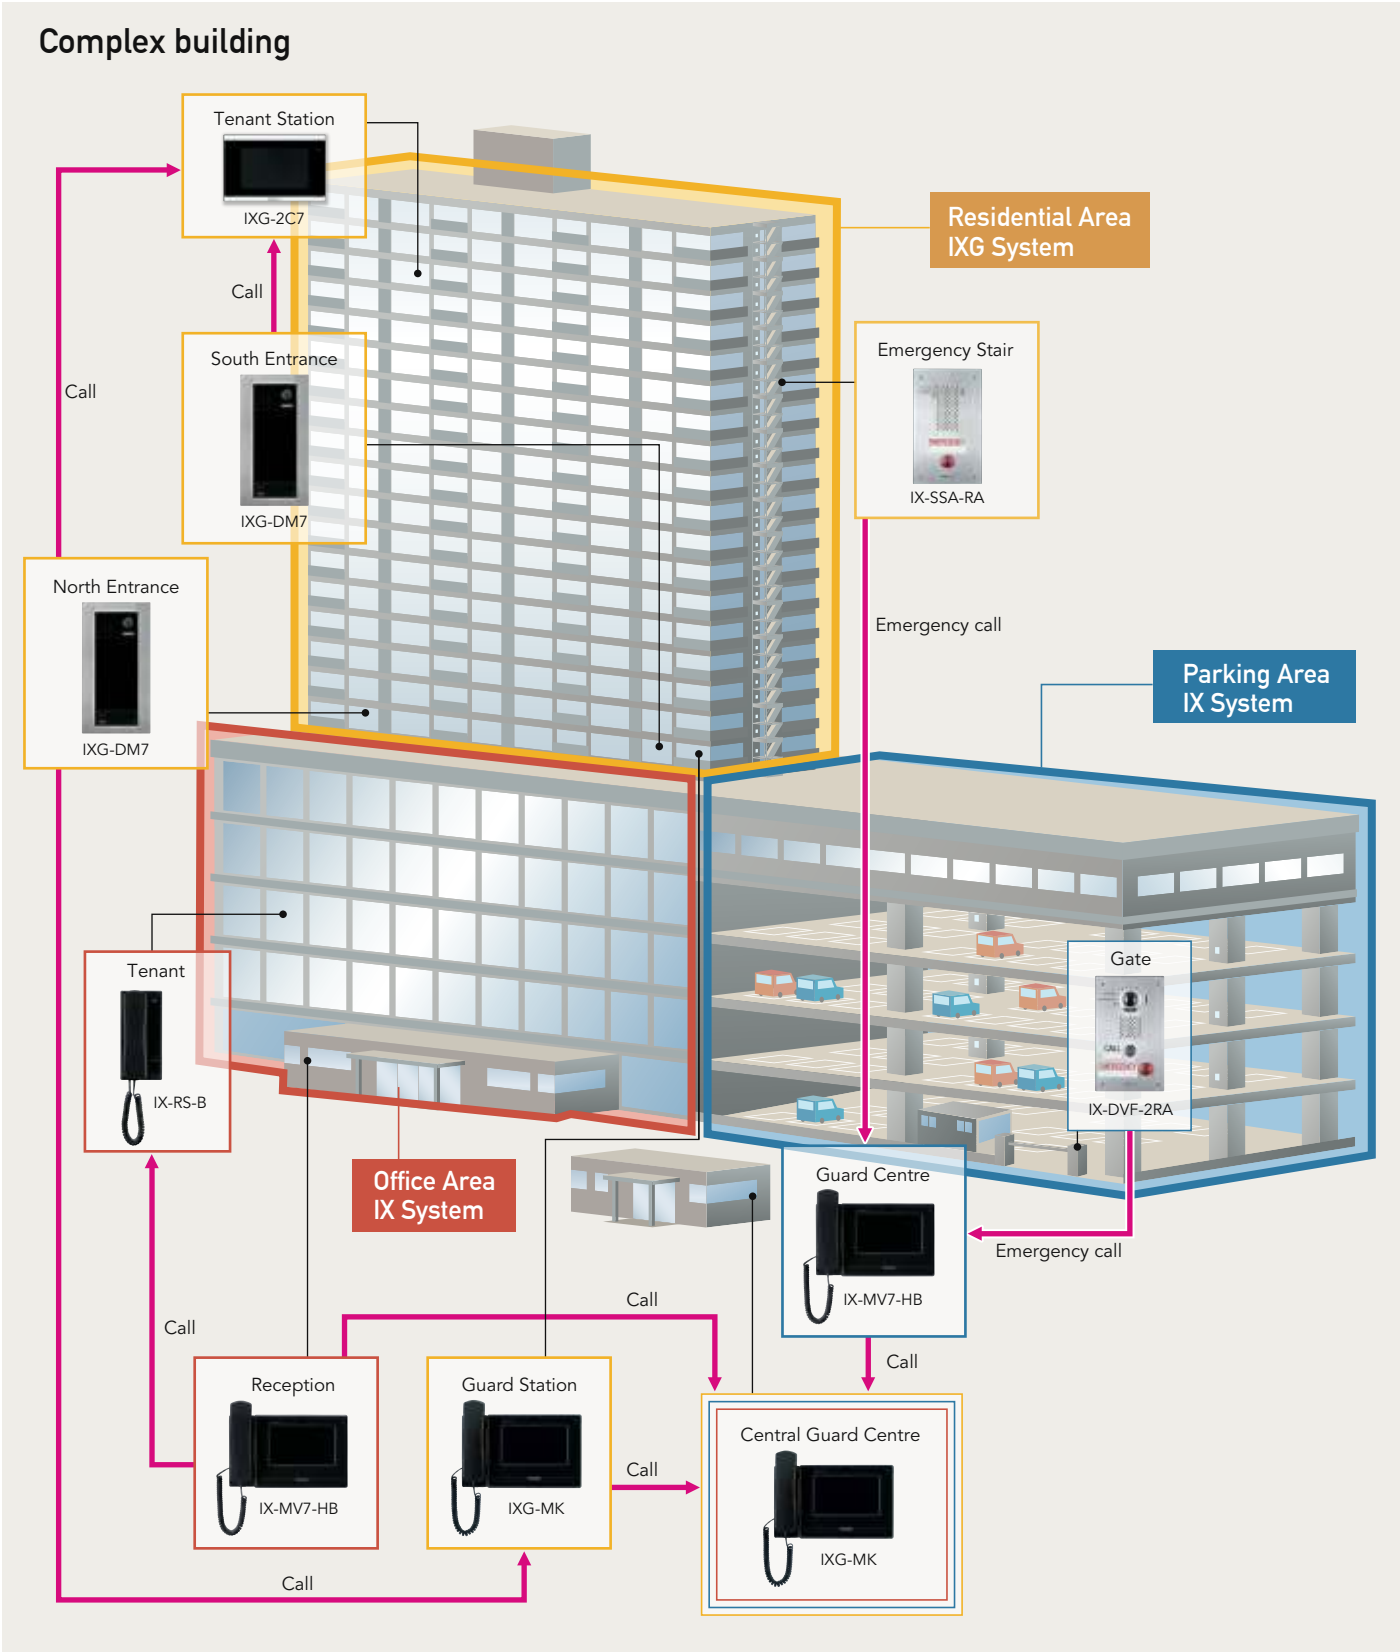 Complex building
Tenant Station
IXG-2C7
Call
South Entrance
IXG-DM7
Call
North Entrance
IXG-DM7
Residential Area
IXG System
Emergency Stair
EMERGENCY
IX-SSA-RA
Emergency call
Parking Area
IX System
Gate
CALL
EMERGENCY
IX-DVF-2RA
Tenant
IX-RS-B
Office Area
IX System
Guard Centre
IX-MV7-HB
Emergency call
Call
Call
Call
Reception
IX-MV7-HB
Guard Station
IXG-MK
Call
Central Guard Centre
IXG-MK
Call